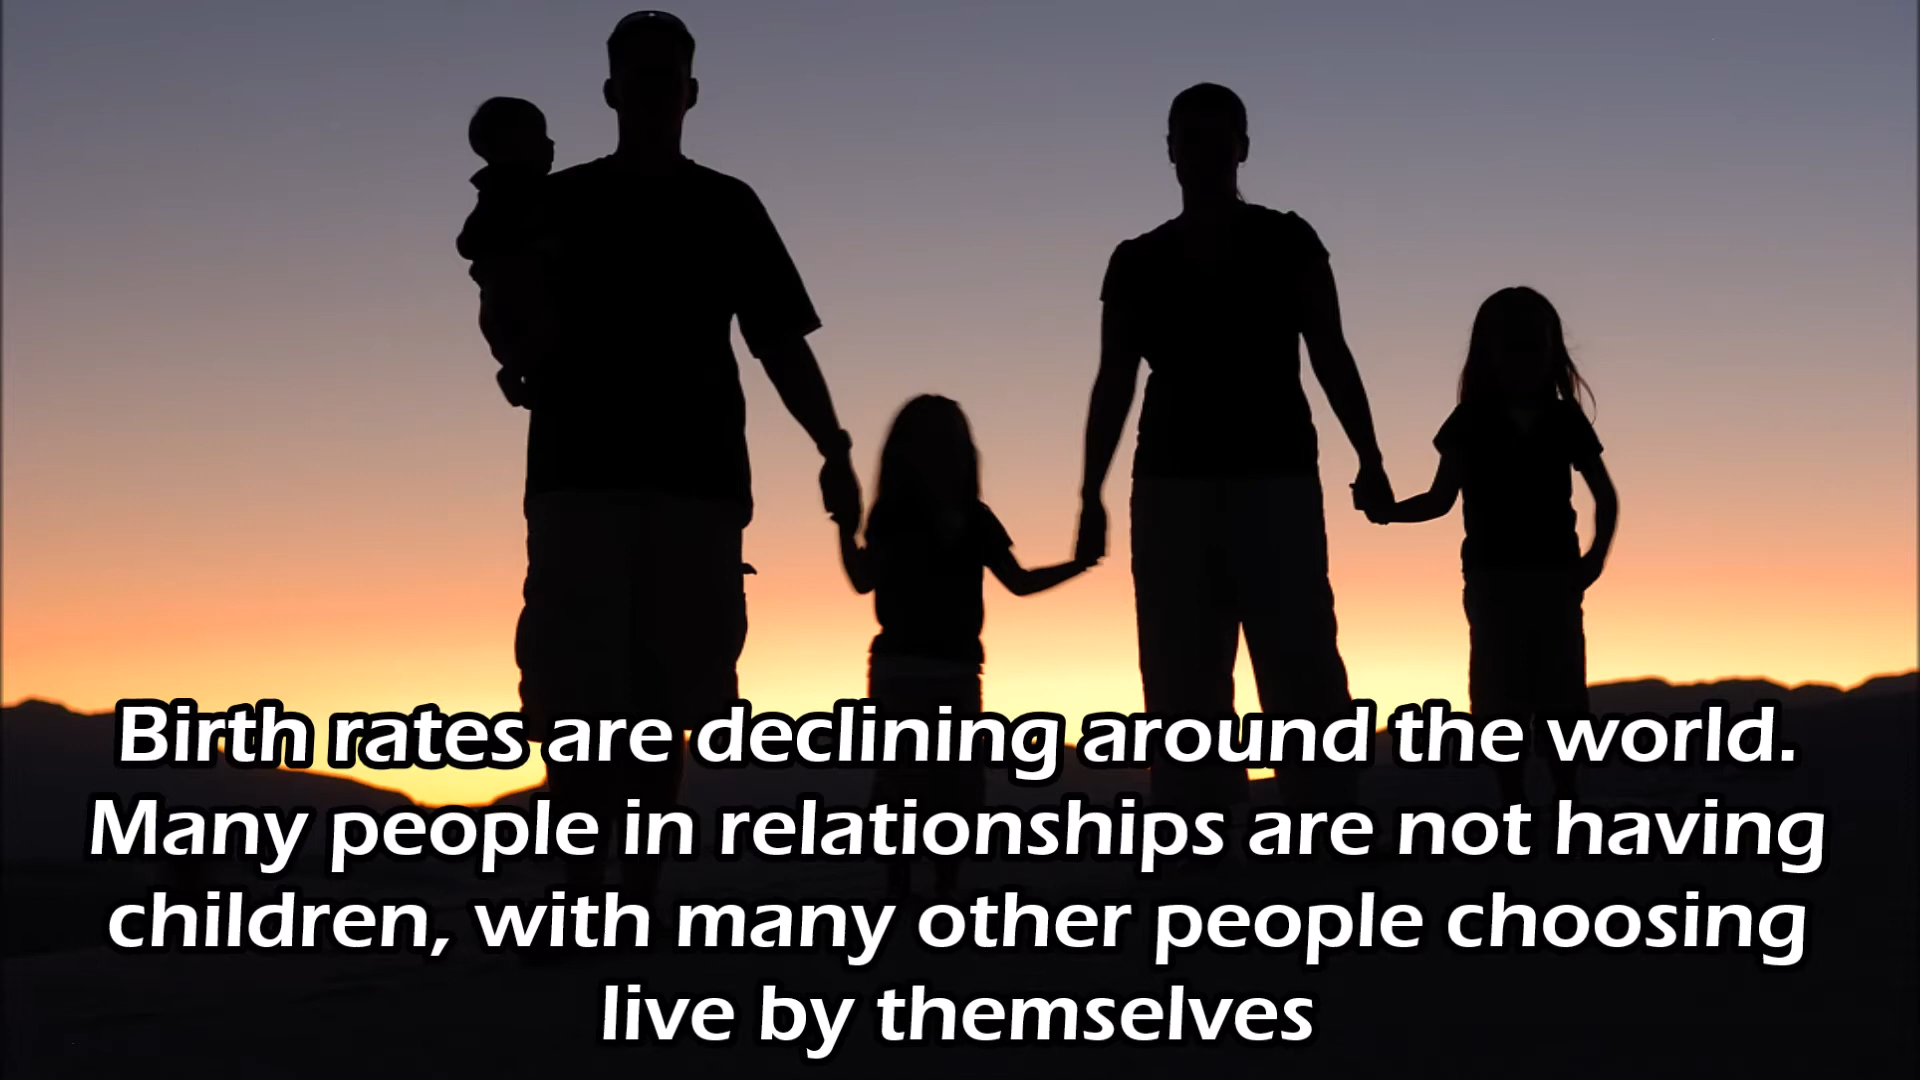 Birth rates are declining around the world.
Many people in relationships are not having
children, with many other people choosing
live by themselves